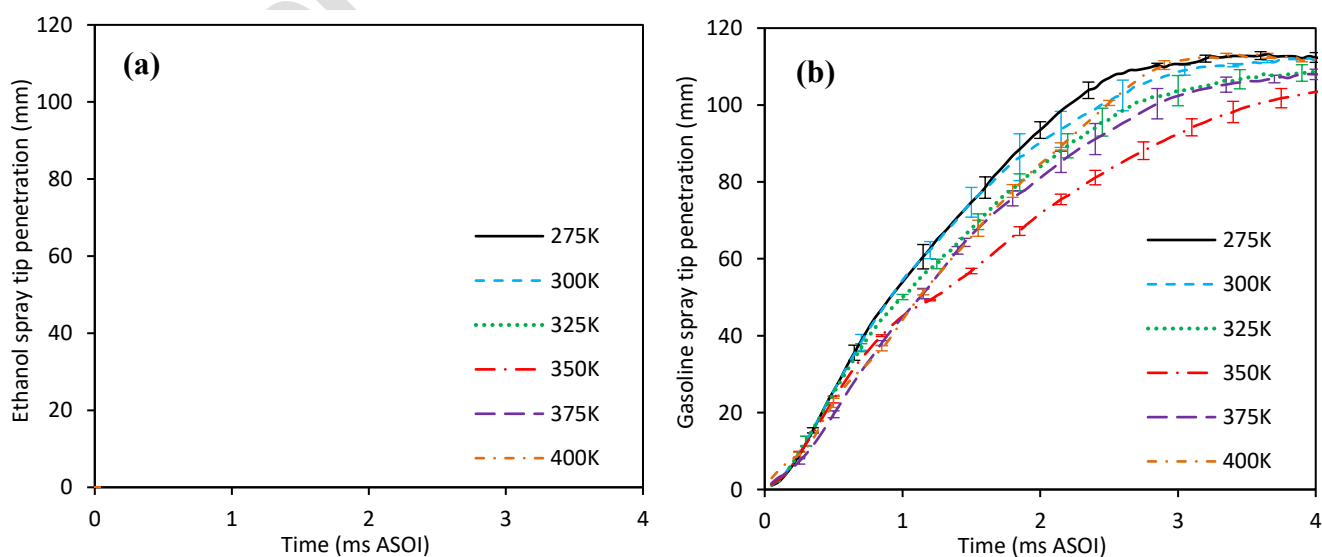 (a)
Ethanol spray tip penetration (mm)
120
100
80
60
40
20
0
0 1 2 3 4
Time (ms ASOI)
275K
300K
325K
350K
375K
400K
(b)
Gasoline spray tip penetration (mm)
120
100
80
60
40
20
0
0 1 2 3 4
Time (ms ASOI)
275K
300K
325K
350K
375K
400K